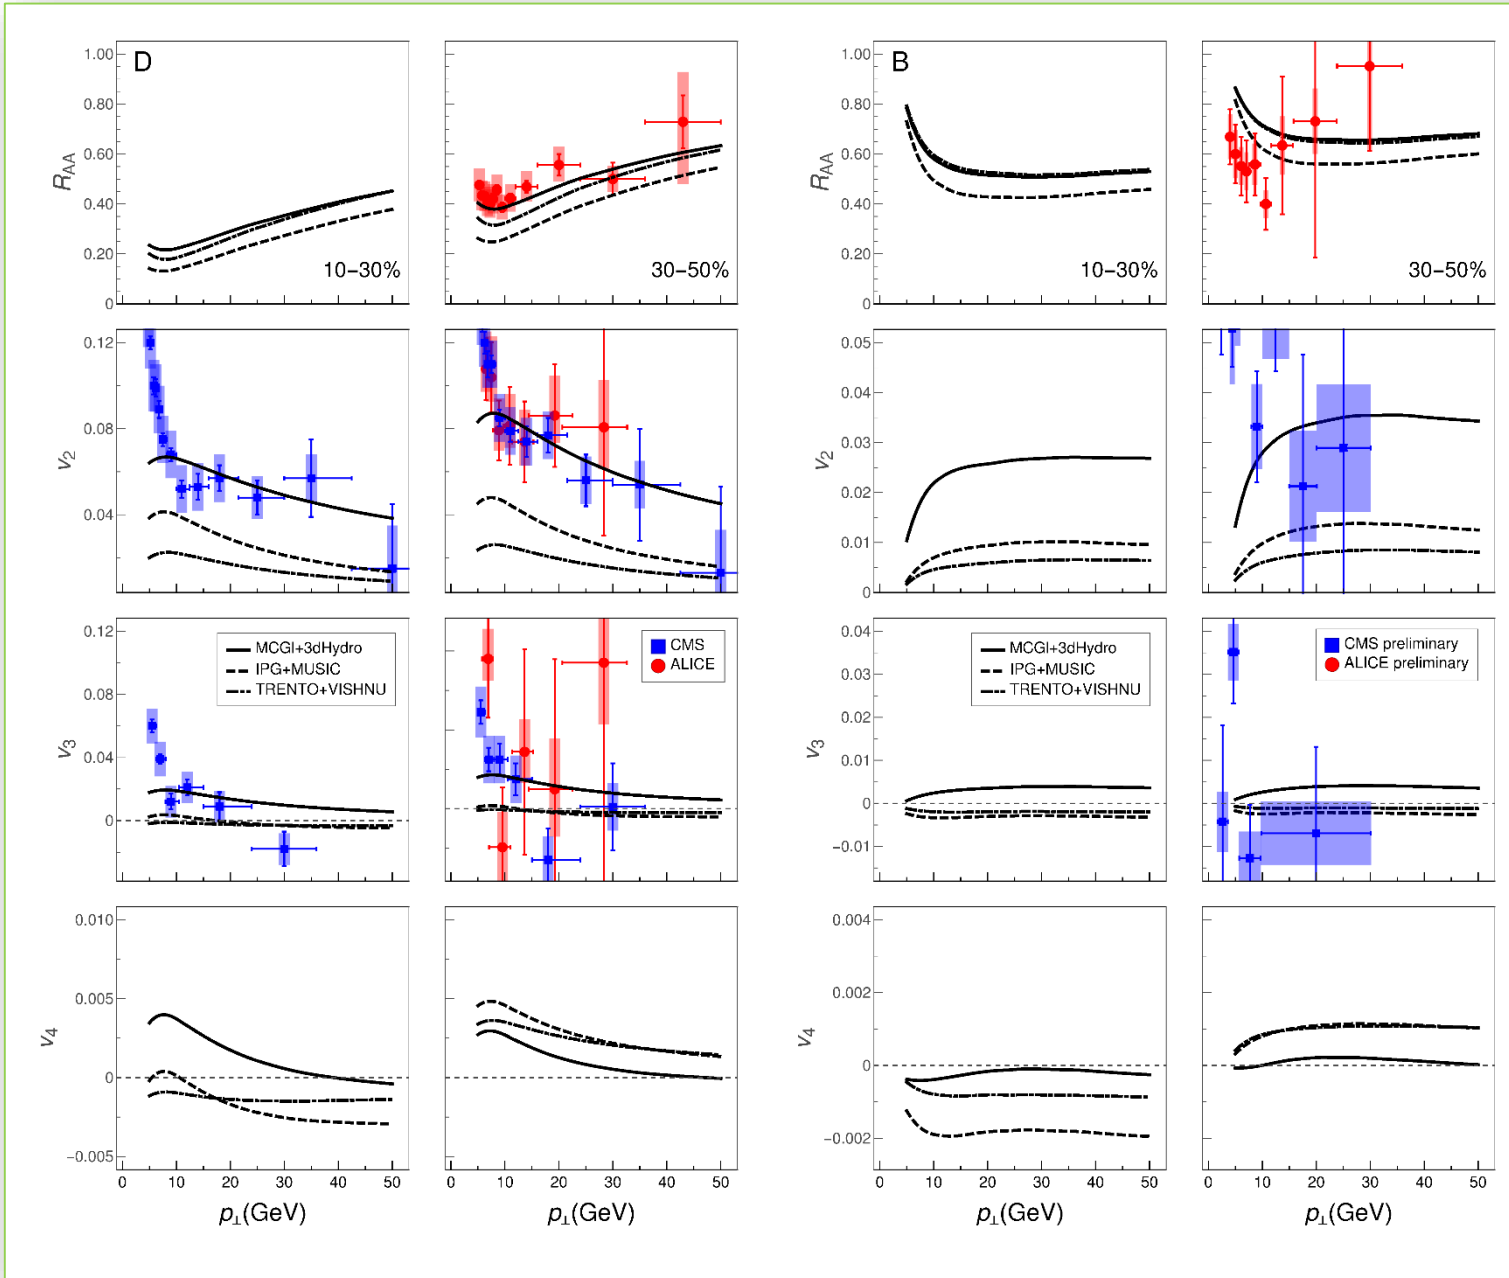 D
B
1.00
0.80
0.60
0.40
0.20
0
R_AA
10−30%
30−50%
1.00
0.80
0.60
0.40
0.20
0
R_AA
10−30%
30−50%
0.12
0.08
0.04
v_2
0.05
0.04
0.03
0.02
0.01
0
v_2
0.12
0.08
0.04
0
v_3
MCGl+3dHydro
IPG+MUSIC
TRENTO+VISHNU
CMS
ALICE
0.04
0.03
0.02
0.01
0
−0.01
v_3
MCGl+3dHydro
IPG+MUSIC
TRENTO+VISHNU
CMS preliminary
ALICE preliminary
0.010
0.005
0
−0.005
v_4
0.004
0.002
0
−0.002
v_4
0 10 20 30 40 50
0 10 20 30 40 50
0 10 20 30 40 50
0 10 20 30 40 50
p⊥(GeV)
p⊥(GeV)
p⊥(GeV)
p⊥(GeV)